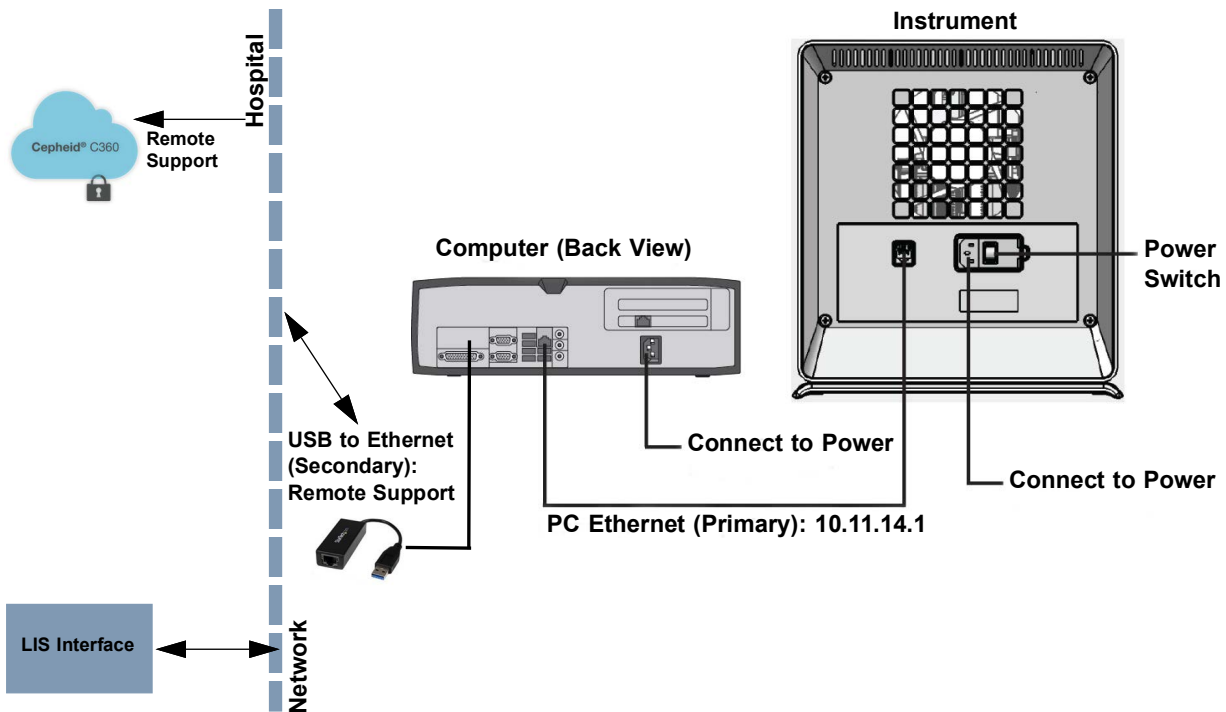 Instrument
Hospital
Cepheid® C360
Remote
Support
Computer (Back View)
Power
Switch
USB to Ethernet
(Secondary):
Remote Support
Connect to Power
Connect to Power
PC Ethernet (Primary): 10.11.14.1
StarTech
LIS Interface
Network